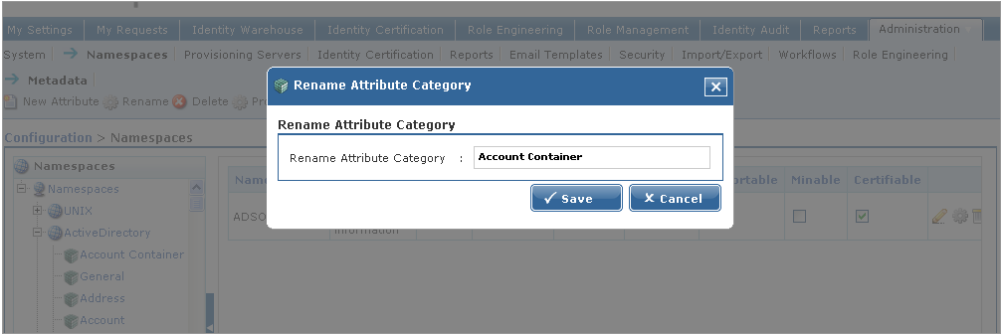 My Settings My Requests Identity Warehouse Identity Certification Role Engineering Role Management Identity Audit Reports Administration
System Namespaces Provisioning Servers Identity Certification Reports Email Templates Security Import/Export Workflows Role Engineering
Metadata
New Attribute Rename Delete
Configuration > Namespaces
Rename Attribute Category
Rename Attribute Category
Rename Attribute Category : Account Container
Save Cancel
Namespaces
Namespaces
UNIX
ActiveDirectory
Account Container
General
Address
Account
Minable Certifiable
Information